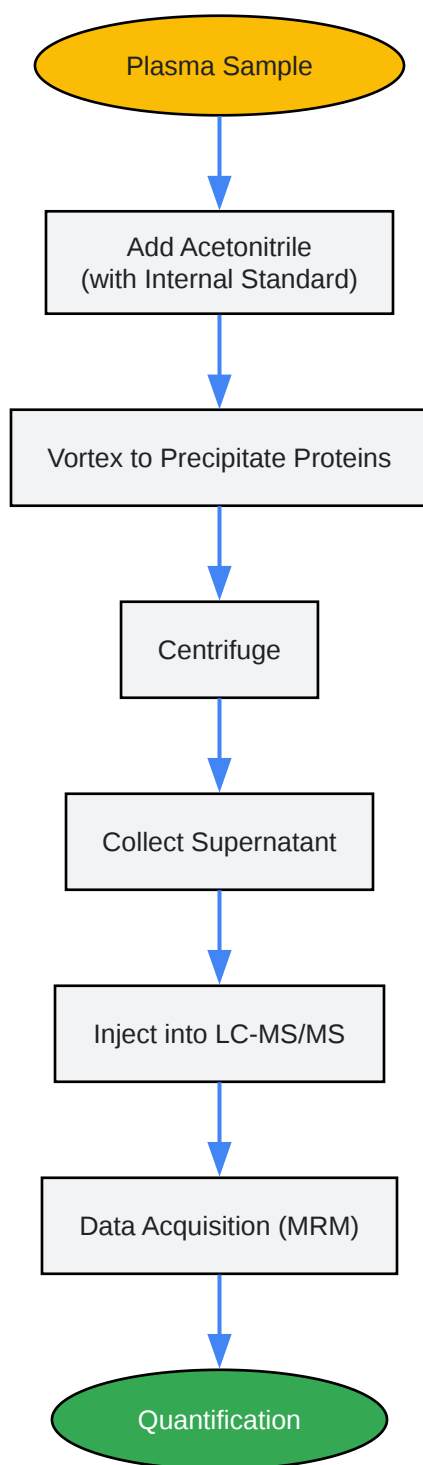 Plasma Sample
Add Acetonitrile
(with Internal Standard)
Vortex to Precipitate Proteins
Centrifuge
Collect Supernatant
Inject into LC-MS/MS
Data Acquisition (MRM)
Quantification